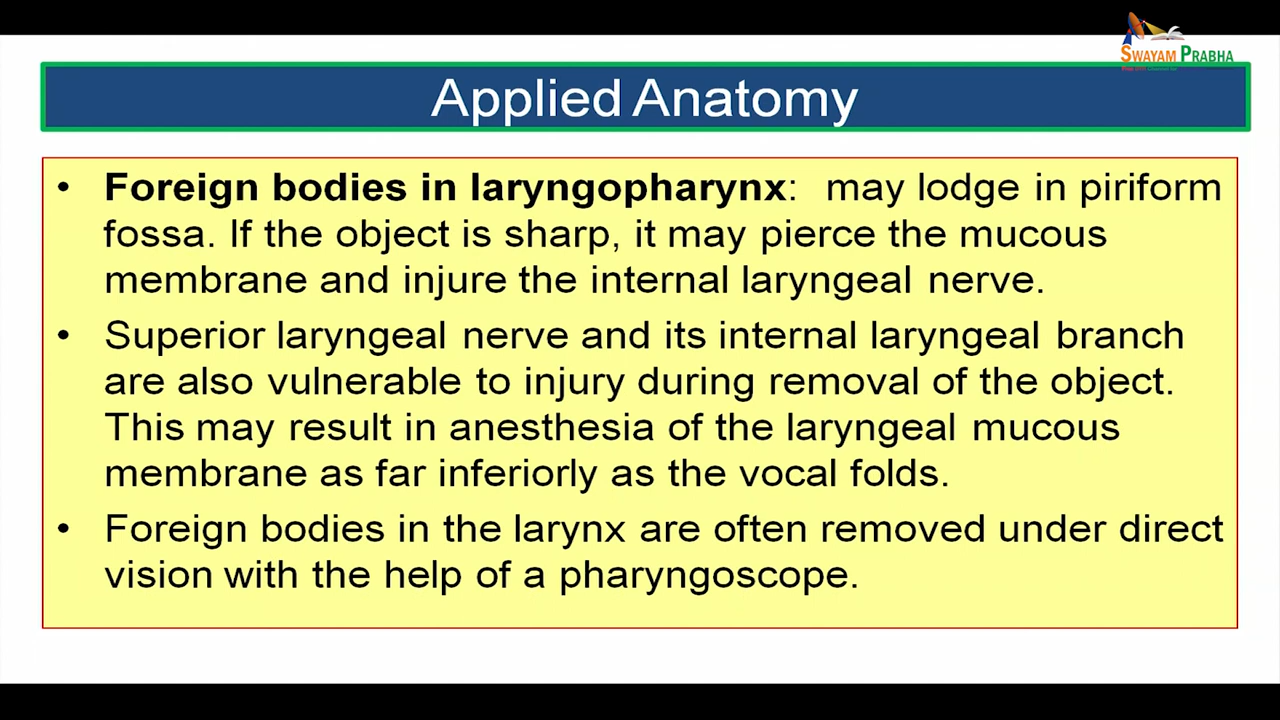 SWAYAM PRABHA
Applied Anatomy
• Foreign bodies in laryngopharynx: may lodge in piriform
fossa. If the object is sharp, it may pierce the mucous
membrane and injure the internal laryngeal nerve.
• Superior laryngeal nerve and its internal laryngeal branch
are also vulnerable to injury during removal of the object.
This may result in anesthesia of the laryngeal mucous
membrane as far inferiorly as the vocal folds.
• Foreign bodies in the larynx are often removed under direct
vision with the help of a pharyngoscope.